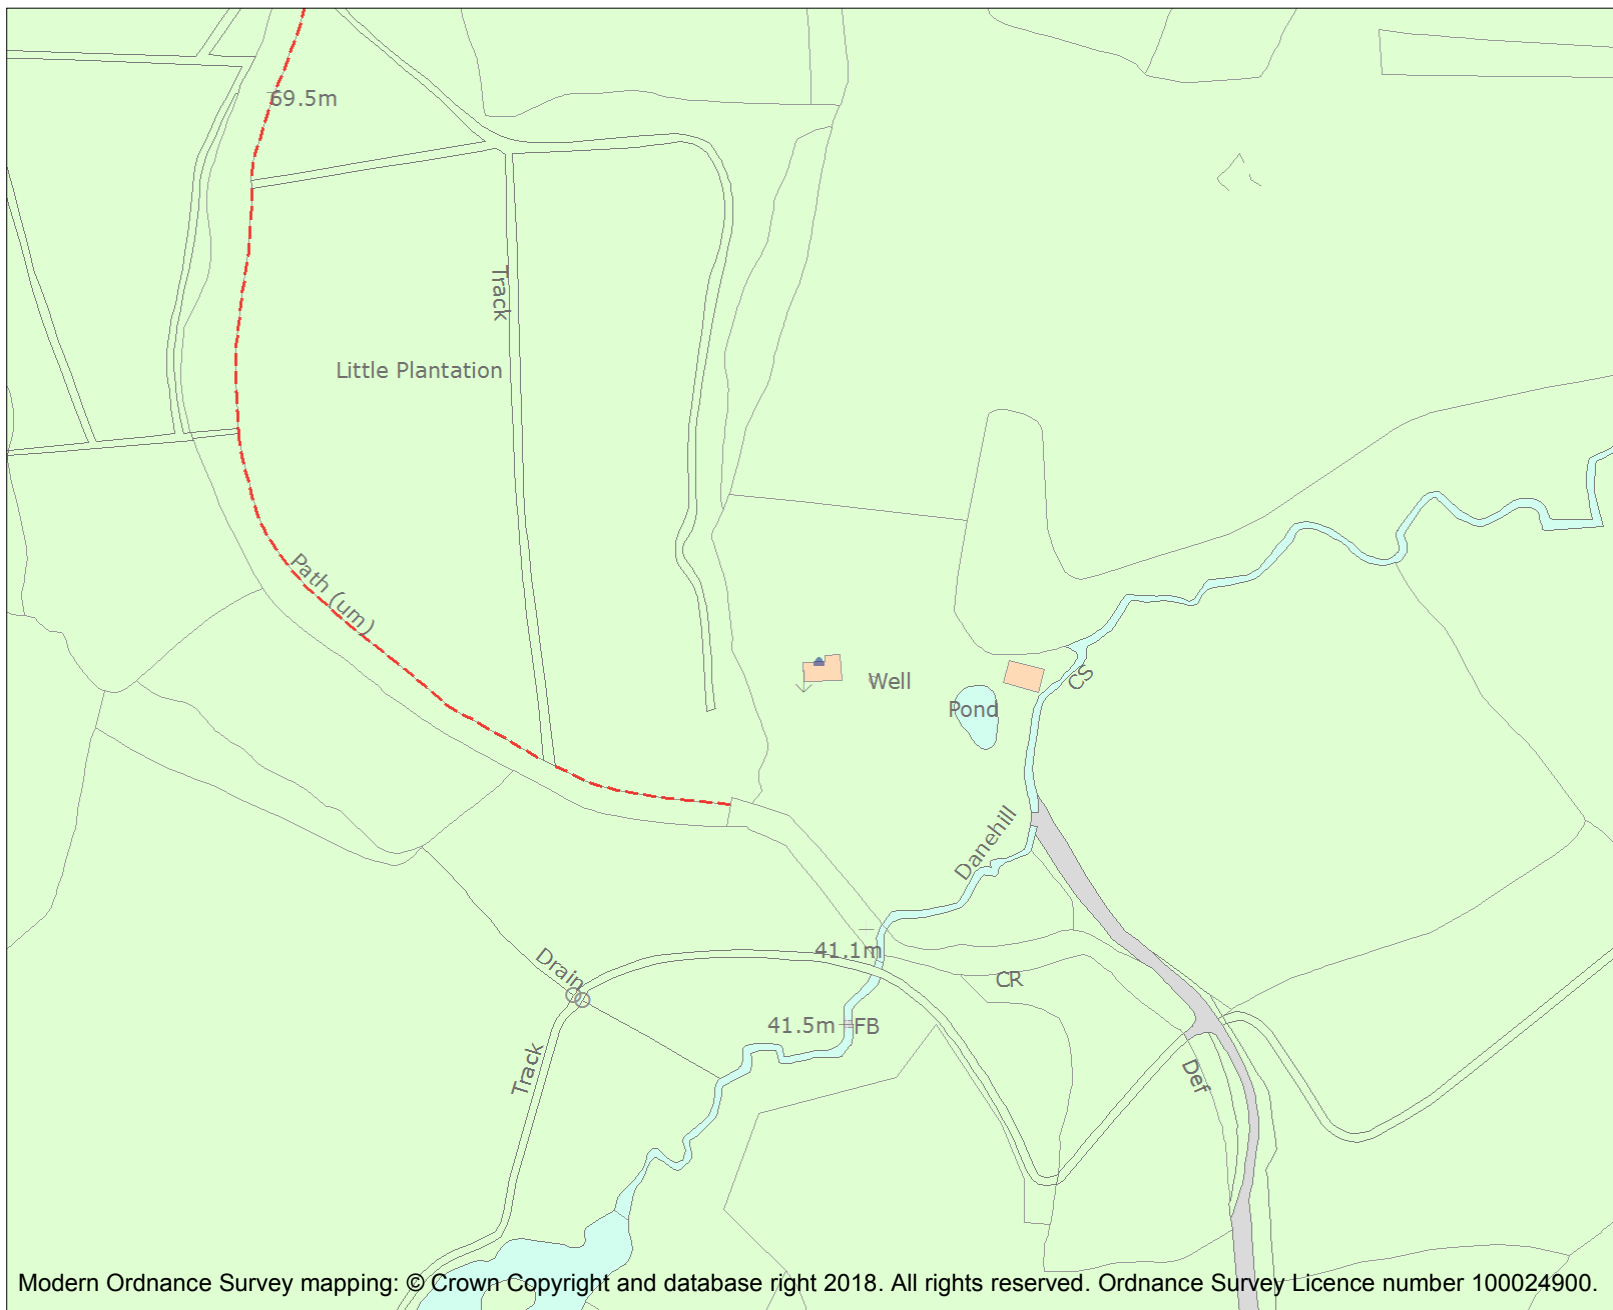 69.5m
Track
Little Plantation
Path (um)
Well
CS
Pond
Danehill
41.1m
Drain
CR
41.5m
FB
Track
Def
Modern Ordnance Survey mapping: © Crown Copyright and database right 2018. All rights reserved. Ordnance Survey Licence number 100024900.